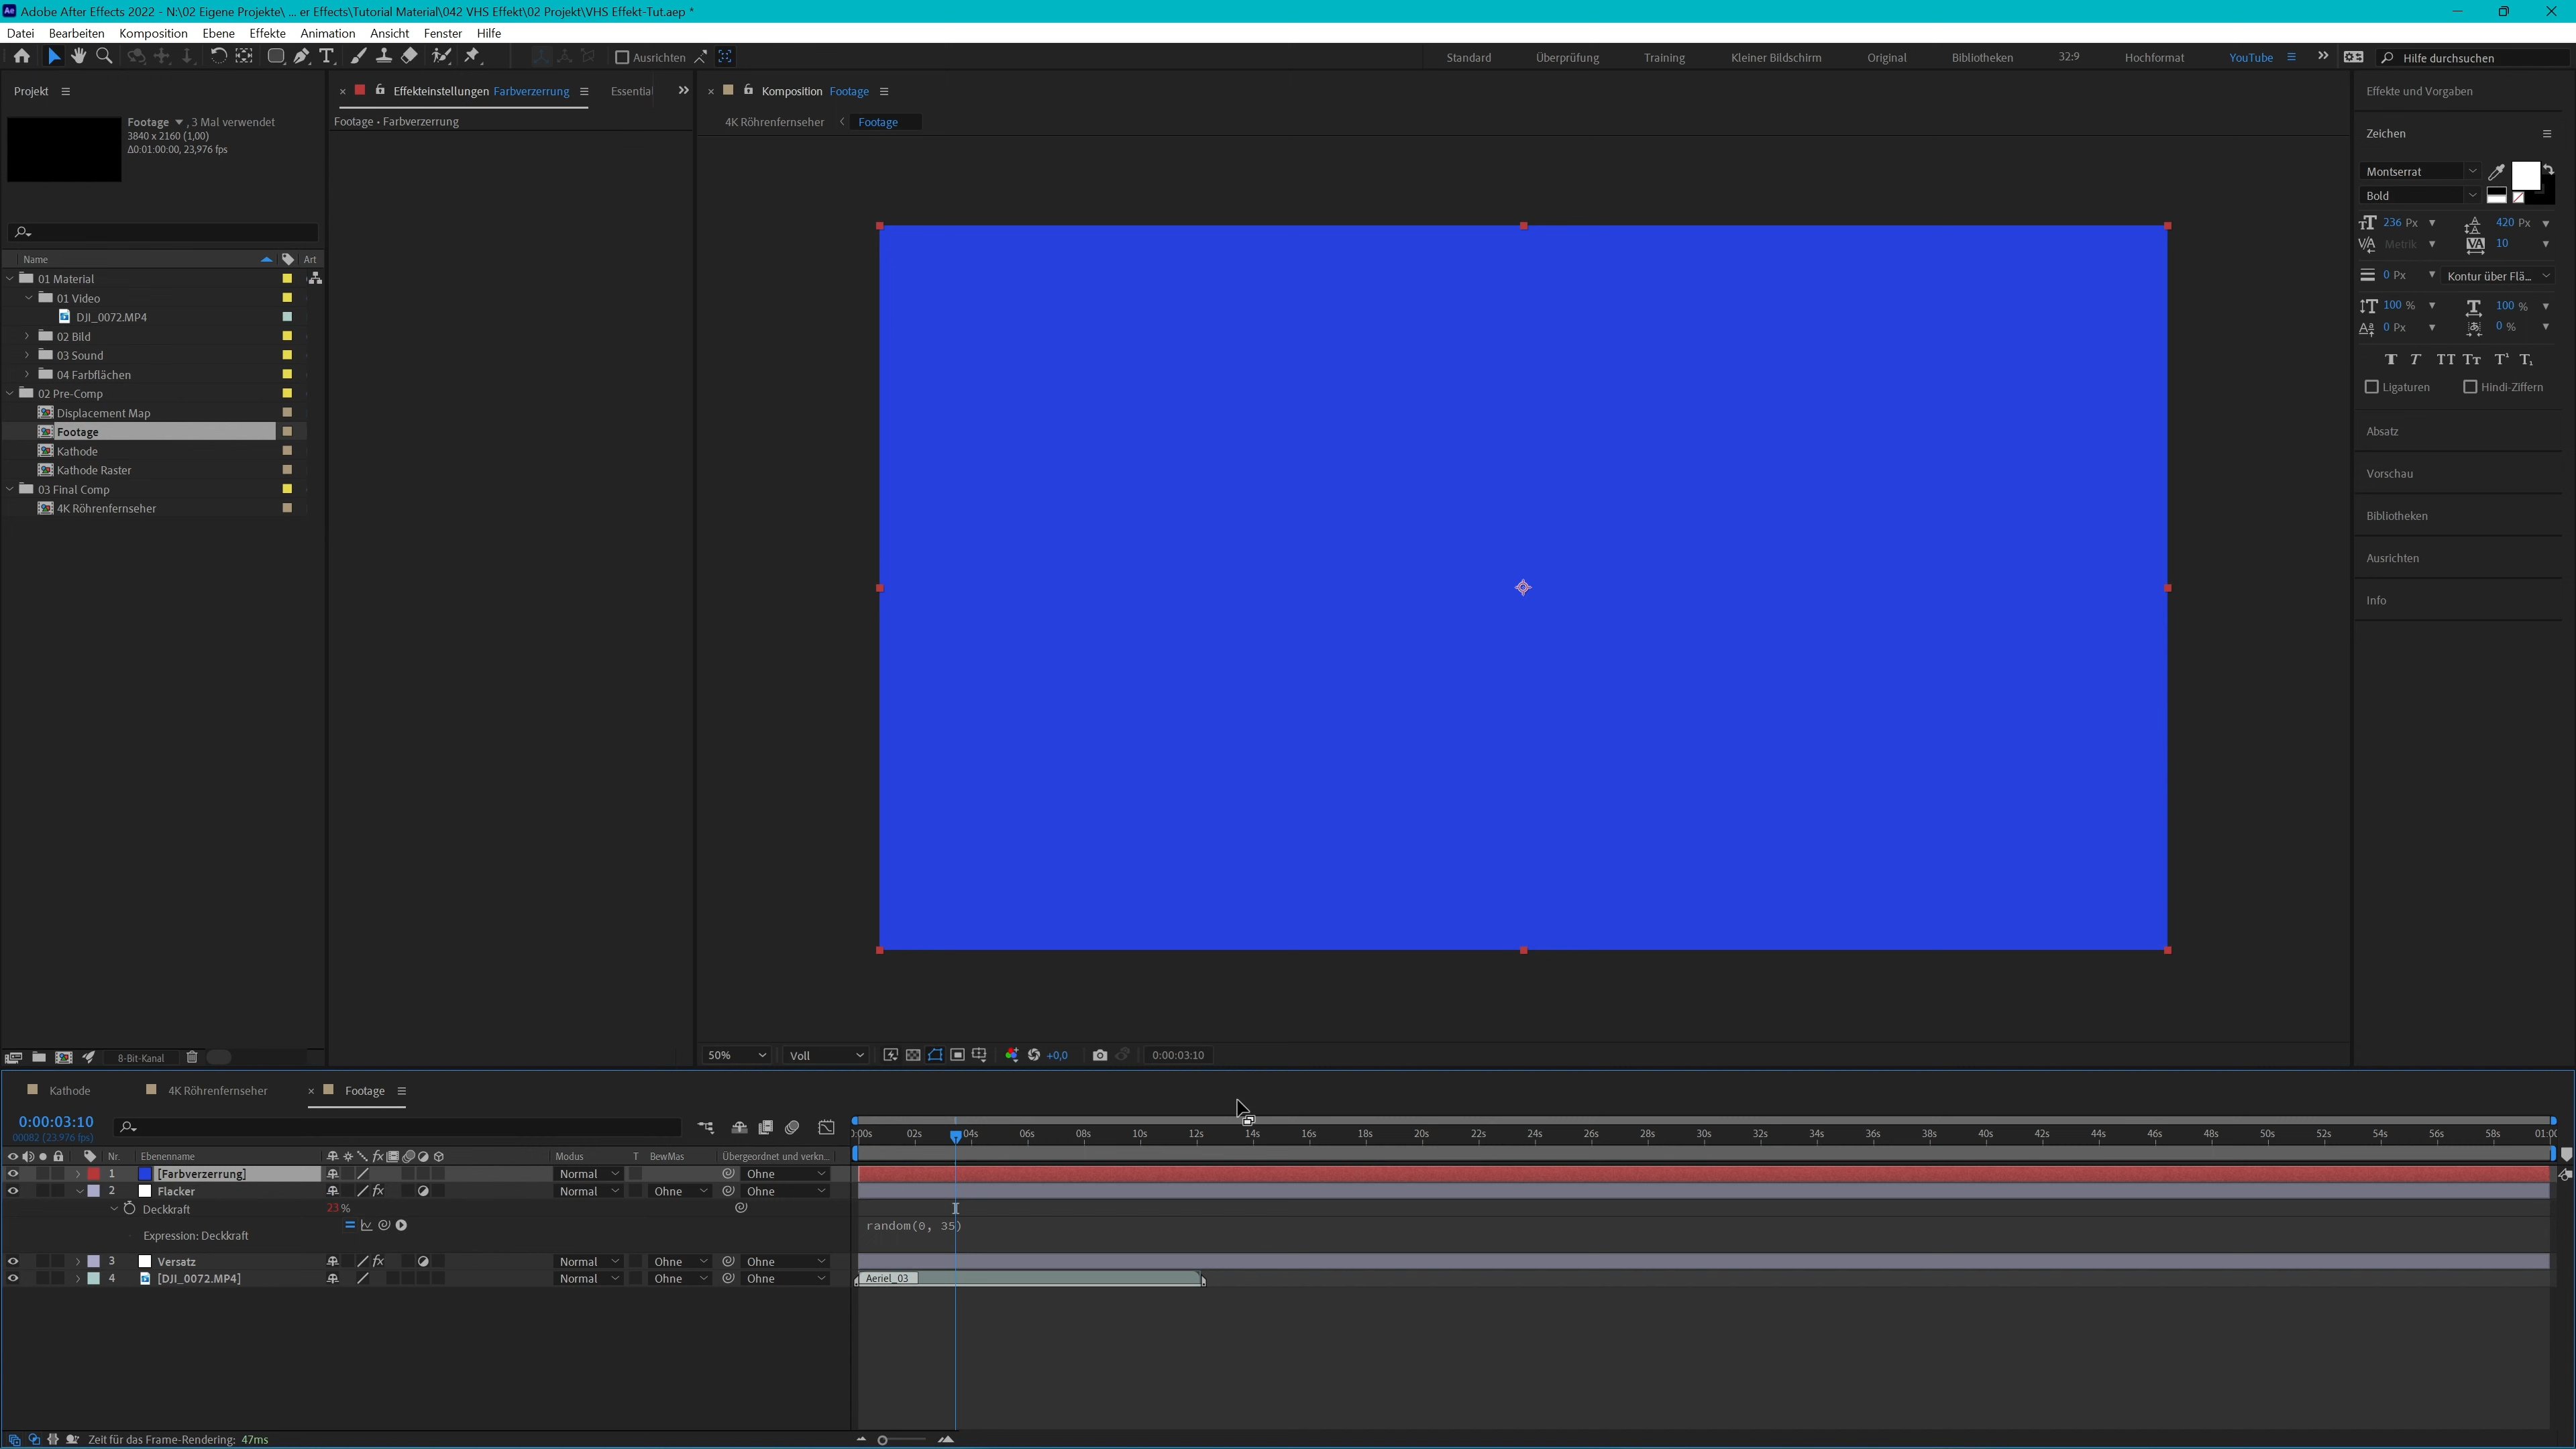 Adobe After Effects 2022 - N:\02 Eigene Projekte\ ... er Effects\Tutorial Material\042 VHS Effekt\02 Projekt\VHS Effekt-Tut.aep *
Datei Bearbeiten Komposition Ebene Effekte Animation Ansicht Fenster Hilfe
Ausrichten Standard Überprüfung Training Kleiner Bildschirm Original Bibliotheken 32:9 Hochformat YouTube Hilfe durchsuchen
Projekt
Footage , 3 Mal verwendet
3840 x 2160 (1,00)
Δ0:01:00:00, 23,976 fps
Name Art
01 Material
01 Video
DJI_0072.MP4
02 Bild
03 Sound
04 Farbflächen
02 Pre-Comp
Displacement Map
Footage
Kathode
Kathode Raster
03 Final Comp
4K Röhrenfernseher
8-Bit-Kanal
Effekteinstellungen Farbverzerrung Essential
Footage • Farbverzerrung
Komposition Footage
4K Röhrenfernseher Footage
50% Voll +0,0 0:00:03:10
Effekte und Vorgaben
Zeichen
Montserrat
Bold
236 Px 420 Px
Metrik 10
0 Px Kontur über Flä...
100 % 100 %
0 Px 0 %
Ligaturen Hindi-Ziffern
Absatz
Vorschau
Bibliotheken
Ausrichten
Info
Kathode 4K Röhrenfernseher Footage
0:00:03:10
00082 (23,976 fps)
0:00s 02s 04s 06s 08s 10s 12s 14s 16s 18s 20s 22s 24s 26s 28s 30s 32s 34s 36s 38s 40s 42s 44s 46s 48s 50s 52s 54s 56s 58s 01:00
Nr. Ebenenname Modus T BewMas Übergeordnet und verkn...
1 [Farbverzerrung] Normal Ohne
2 Flacker Normal Ohne Ohne
Deckkraft 23 %
random(0, 35)
Expression: Deckkraft
3 Versatz Normal Ohne Ohne
4 [DJI_0072.MP4] Normal Ohne Ohne Aeriel_03
Zeit für das Frame-Rendering: 47ms